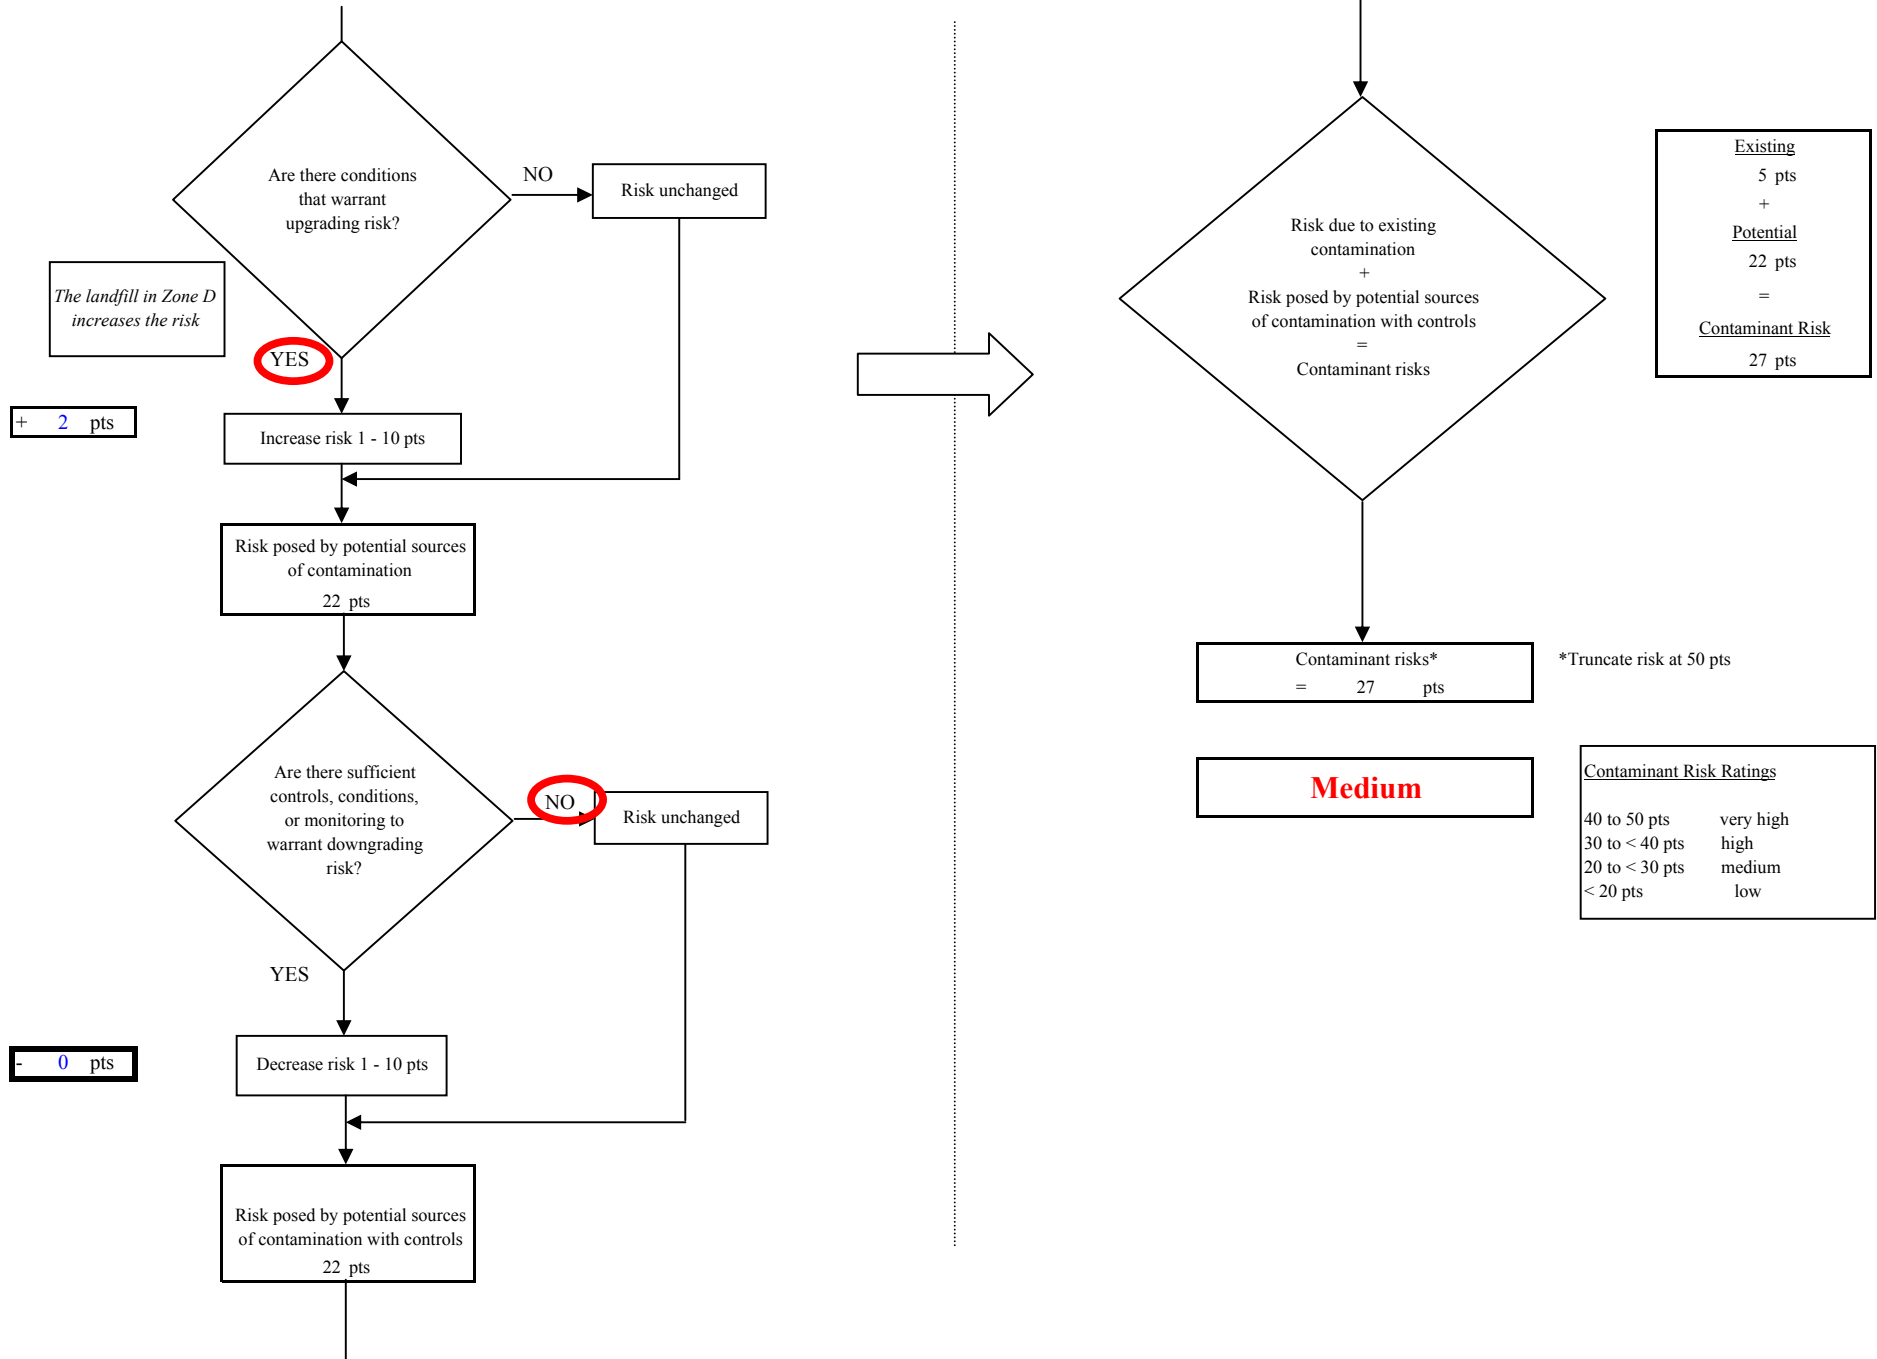 Are there conditions
that warrant
upgrading risk?
NO
Risk unchanged
The landfill in Zone D
increases the risk
YES
+ 2 pts
Increase risk 1 - 10 pts
Risk posed by potential sources
of contamination
22 pts
Are there sufficient
controls, conditions,
or monitoring to
warrant downgrading
risk?
NO
Risk unchanged
YES
- 0 pts
Decrease risk 1 - 10 pts
Risk posed by potential sources
of contamination with controls
22 pts
Risk due to existing
contamination
+
Risk posed by potential sources
of contamination with controls
=
Contaminant risks
Existing
5 pts
+
Potential
22 pts
=
Contaminant Risk
27 pts
Contaminant risks*
= 27 pts
*Truncate risk at 50 pts
Medium
Contaminant Risk Ratings
40 to 50 pts very high
30 to < 40 pts high
20 to < 30 pts medium
< 20 pts low